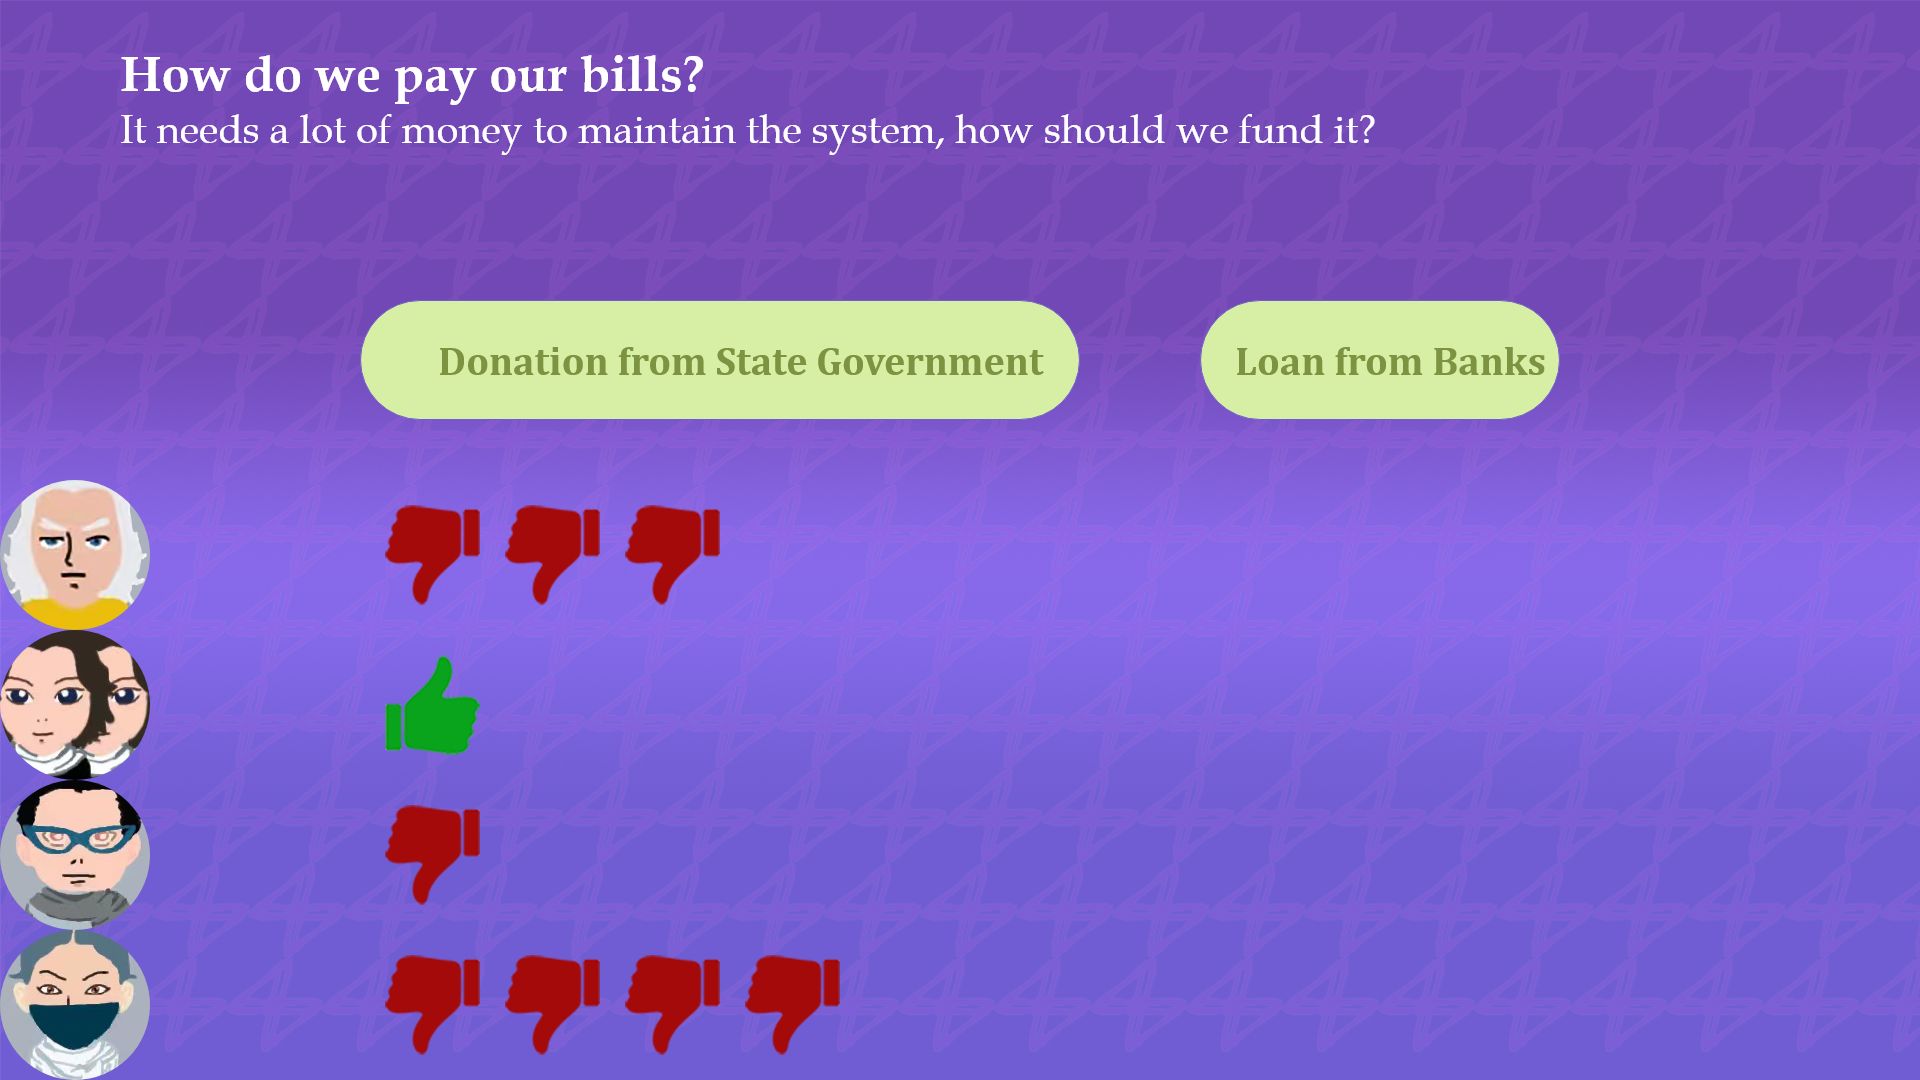 How do we pay our bills?
It needs a lot of money to maintain the system, how should we fund it?
Donation from State Government
Loan from Banks